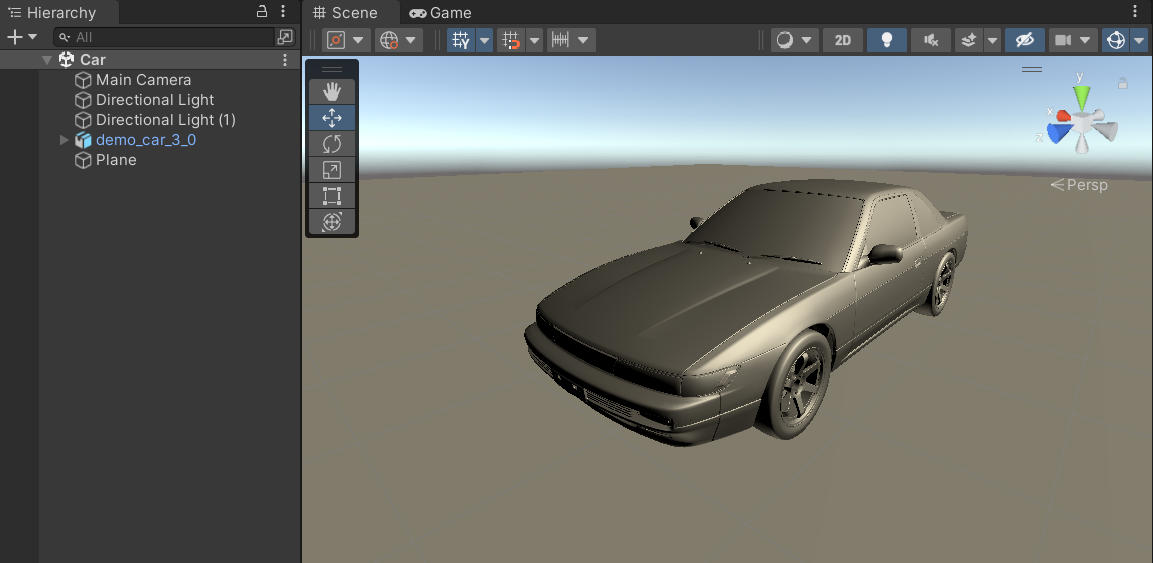 Hierarchy
All
Car
Main Camera
Directional Light
Directional Light (1)
demo_car_3_0
Plane
Scene
Game
2D
y
x
z
Persp